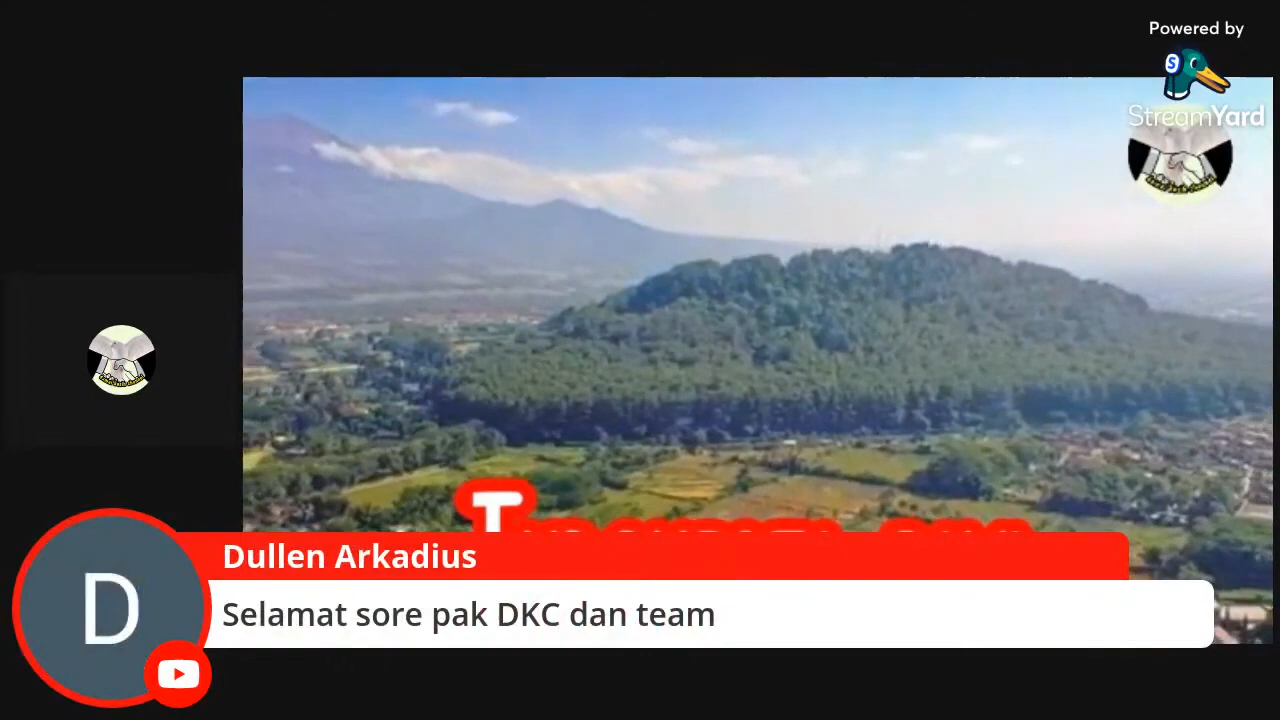 Powered by
StreamYard
Dullen Arkadius
Selamat sore pak DKC dan team
D